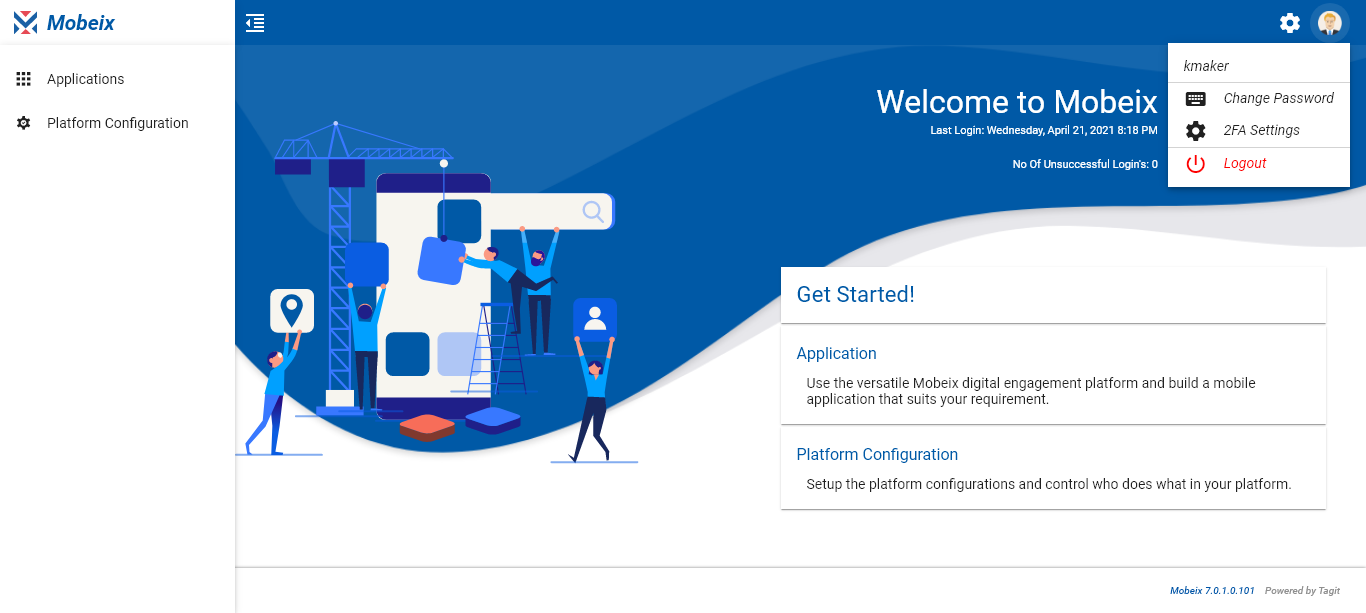 Mobeix
Applications
Platform Configuration
kmaker
Change Password
2FA Settings
Logout
Welcome to Mobeix
Last Login: Wednesday, April 21, 2021 8:18 PM
No Of Unsuccessful Login's: 0
Get Started!
Application
Use the versatile Mobeix digital engagement platform and build a mobile
application that suits your requirement.
Platform Configuration
Setup the platform configurations and control who does what in your platform.
Mobeix 7.0.1.0.101 Powered by Tagit